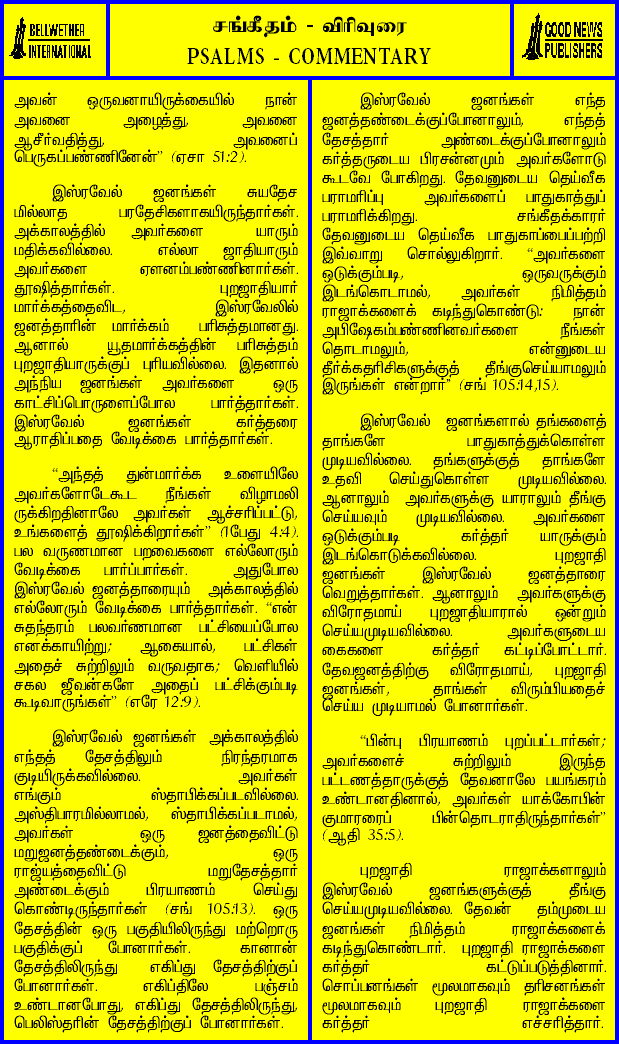 BELLWETHER
INTERNATIONAL
சங்கீதம் - விரிவுரை
PSALMS - COMMENTARY
GOOD NEWS
PUBLISHERS
அவன் ஒருவனாயிருக்கையில் நான்
அவனை அழைத்து, அவனை
ஆசீர்வதித்து, அவனைப்
பெருகப்பண்ணினேன்” (ஏசா 51:2).
இஸ்ரவேல் ஜனங்கள் சுயதேச
மில்லாத பரதேசிகளாகயிருந்தார்கள்.
அக்காலத்தில் அவர்களை யாரும்
மதிக்கவில்லை. எல்லா ஜாதியாரும்
அவர்களை ஏளனம்பண்ணினார்கள்.
தூஷித்தார்கள். புறஜாதியார்
மார்க்கத்தைவிட, இஸ்ரவேலில்
ஜனத்தாரின் மார்க்கம் பரிசுத்தமானது.
ஆனால் யூதமார்க்கத்தின் பரிசுத்தம்
புறஜாதியாருக்குப் புரியவில்லை. இதனால்
அந்நிய ஜனங்கள் அவர்களை ஒரு
காட்சிப்பொருளைப்போல பார்த்தார்கள்.
இஸ்ரவேல் ஜனங்கள் கர்த்தரை
ஆராதிப்பதை வேடிக்கை பார்த்தார்கள்.
“அந்தத் துன்மார்க்க உளையிலே
அவர்களோடேகூட நீங்கள் விழாமலி
ருக்கிறதினாலே அவர்கள் ஆச்சரிப்பட்டு,
உங்களைத் தூஷிக்கிறார்கள்” (1பேது 4:4).
பல வருணமான பறவைகளை எல்லோரும்
வேடிக்கை பார்ப்பார்கள். அதுபோல
இஸ்ரவேல் ஜனத்தாரையும் அக்காலத்தில்
எல்லோரும் வேடிக்கை பார்த்தார்கள். “என்
சுதந்தரம் பலவர்ணமான பட்சியைப்போல
எனக்காயிற்று; ஆகையால், பட்சிகள்
அதைச் சுற்றிலும் வருவதாக; வெளியில்
சகல ஜீவன்களே அதைப் பட்சிக்கும்படி
கூடிவாருங்கள்” (எரே 12:9).
இஸ்ரவேல் ஜனங்கள் அக்காலத்தில்
எந்தத் தேசத்திலும் நிரந்தரமாக
குடியிருக்கவில்லை. அவர்கள்
எங்கும் ஸ்தாபிக்கப்படவில்லை.
அஸ்திபாரமில்லாமல், ஸ்தாபிக்கப்படாமல்,
அவர்கள் ஒரு ஜனத்தைவிட்டு
மறுஜனத்தண்டைக்கும், ஒரு
ராஜ்யத்தைவிட்டு மறுதேசத்தார்
அண்டைக்கும் பிரயாணம் செய்து
கொண்டிருந்தார்கள் (சங் 105:13). ஒரு
தேசத்தின் ஒரு பகுதியிலிருந்து மற்றொரு
பகுதிக்குப் போனார்கள். கானான்
தேசத்திலிருந்து எகிப்து தேசத்திற்குப்
போனார்கள். எகிப்திலே பஞ்சம்
உண்டானபோது, எகிப்து தேசத்திலிருந்து,
பெலிஸ்தரின் தேசத்திற்குப் போனார்கள்.
இஸ்ரவேல் ஜனங்கள் எந்த
ஜனத்தண்டைக்குப்போனாலும், எந்தத்
தேசத்தார் அண்டைக்குப்போனாலும்
கர்த்தருடைய பிரசன்னமும் அவர்களோடு
கூடவே போகிறது. தேவனுடைய தெய்வீக
பராமரிப்பு அவர்களைப் பாதுகாத்துப்
பராமரிக்கிறது. சங்கீதக்காரர்
தேவனுடைய தெய்வீக பாதுகாப்பைப்பற்றி
இவ்வாறு சொல்லுகிறார். “அவர்களை
ஒடுக்கும்படி, ஒருவருக்கும்
இடங்கொடாமல், அவர்கள் நிமித்தம்
ராஜாக்களைக் கடிந்துகொண்டு: நான்
அபிஷேகம்பண்ணினவர்களை நீங்கள்
தொடாமலும், என்னுடைய
தீர்க்கதரிசிகளுக்குத் தீங்குசெய்யாமலும்
இருங்கள் என்றார்” (சங் 105:14,15).
இஸ்ரவேல் ஜனங்களால் தங்களைத்
தாங்களே பாதுகாத்துக்கொள்ள
முடியவில்லை. தங்களுக்குத் தாங்களே
உதவி செய்துகொள்ள முடியவில்லை.
ஆனாலும் அவர்களுக்கு யாராலும் தீங்கு
செய்யவும் முடியவில்லை. அவர்களை
ஒடுக்கும்படி கர்த்தர் யாருக்கும்
இடங்கொடுக்கவில்லை. புறஜாதி
ஜனங்கள் இஸ்ரவேல் ஜனத்தாரை
வெறுத்தார்கள். ஆனாலும் அவர்களுக்கு
விரோதமாய் புறஜாதியாரால் ஒன்றும்
செய்யமுடியவில்லை. அவர்களுடைய
கைகளை கர்த்தர் கட்டிப்போட்டார்.
தேவஜனத்திற்கு விரோதமாய், புறஜாதி
ஜனங்கள், தாங்கள் விரும்பியதைச்
செய்ய முடியாமல் போனார்கள்.
“பின்பு பிரயாணம் புறப்பட்டார்கள்;
அவர்களைச் சுற்றிலும் இருந்த
பட்டணத்தாருக்குத் தேவனாலே பயங்கரம்
உண்டானதினால், அவர்கள் யாக்கோபின்
குமாரரைப் பின்தொடராதிருந்தார்கள்”
(ஆதி 35:5).
புறஜாதி ராஜாக்களாலும்
இஸ்ரவேல் ஜனங்களுக்குத் தீங்கு
செய்யமுடியவில்லை. தேவன் தம்முடைய
ஜனங்கள் நிமித்தம் ராஜாக்களைக்
கடிந்துகொண்டார். புறஜாதி ராஜாக்களை
கர்த்தர் கட்டுப்படுத்தினார்.
சொப்பனங்கள் மூலமாகவும் தரிசனங்கள்
மூலமாகவும் புறஜாதி ராஜாக்களை
கர்த்தர் எச்சரித்தார்.